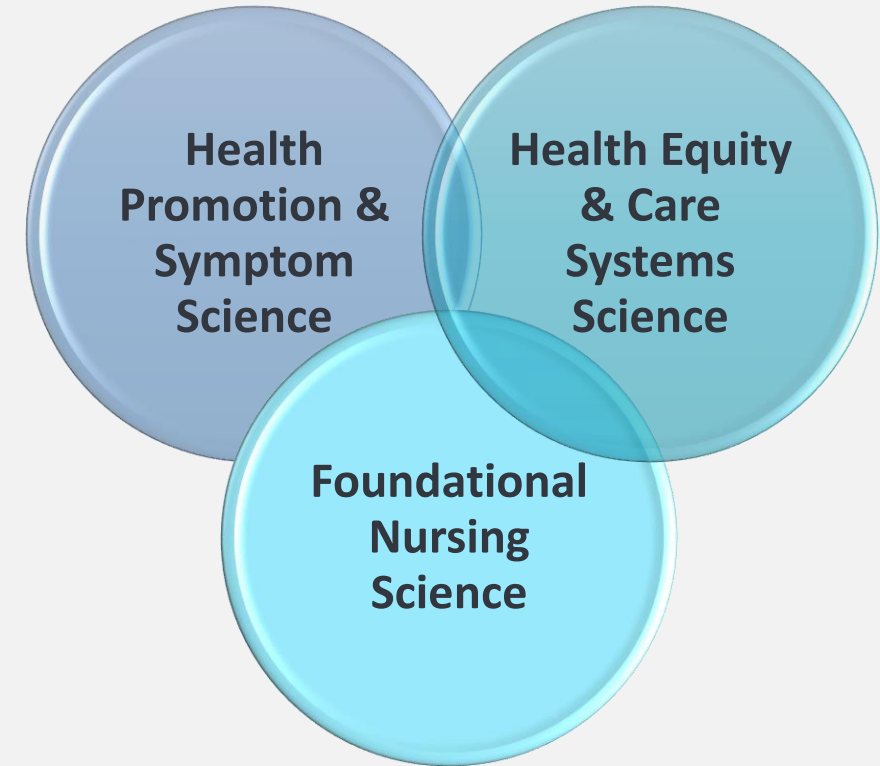 Health
Promotion &
Symptom
Science
Health Equity
& Care
Systems
Science
Foundational
Nursing
Science